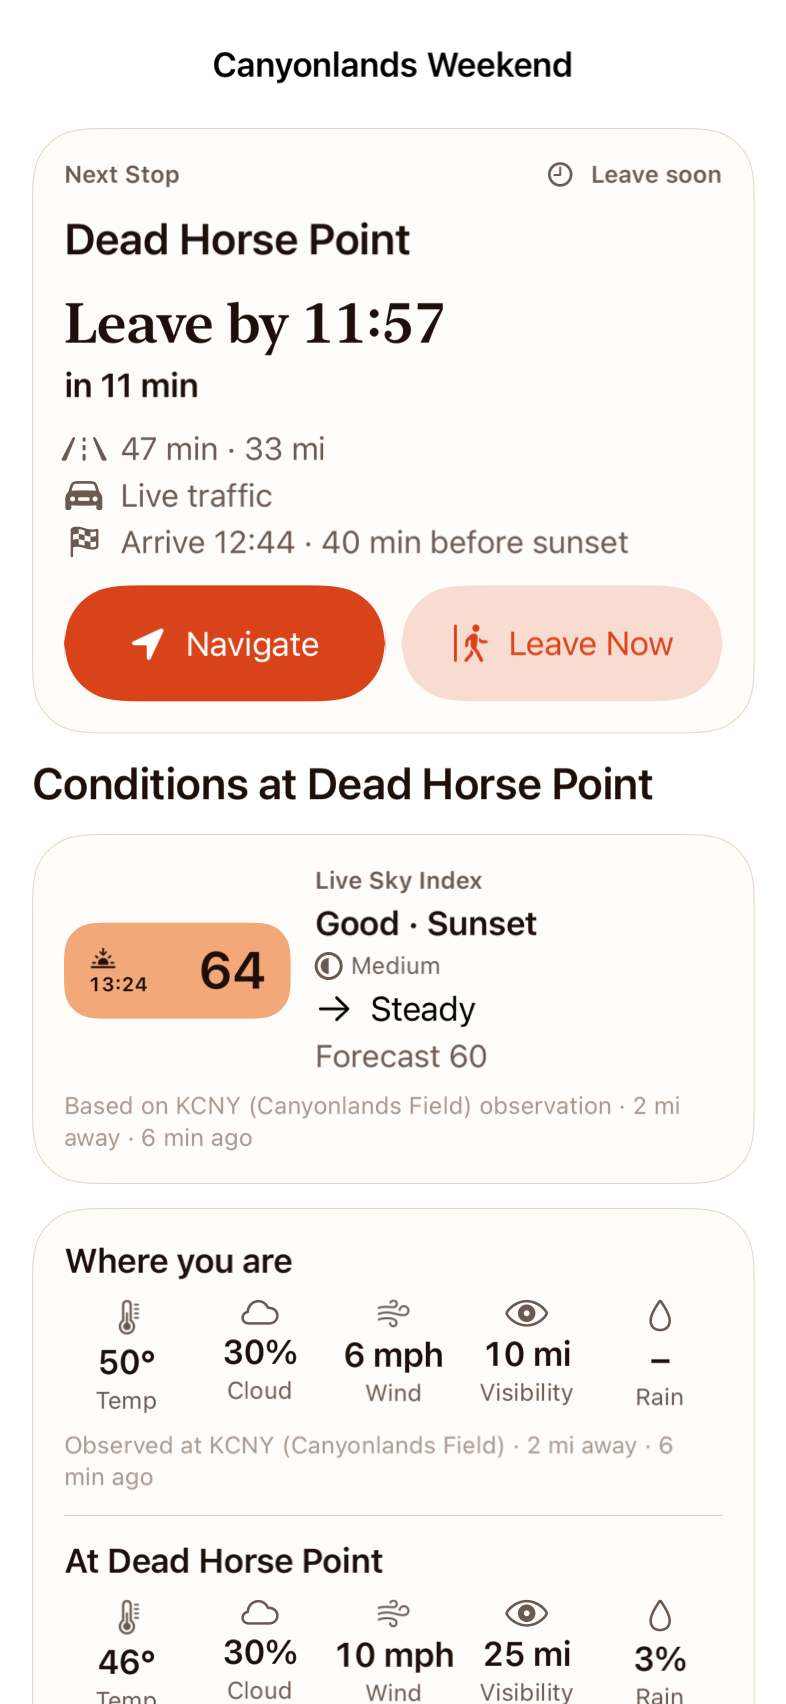 Canyonlands Weekend
Next Stop
Leave soon
Dead Horse Point
Leave by 11:57
in 11 min
47 min · 33 mi
Live traffic
Arrive 12:44 · 40 min before sunset
Navigate
Leave Now
Conditions at Dead Horse Point
Live Sky Index
Good · Sunset
13:24
64
Medium
Steady
Forecast 60
Based on KCNY (Canyonlands Field) observation · 2 mi
away · 6 min ago
Where you are
50° 30% 6 mph 10 mi –
Temp Cloud Wind Visibility Rain
Observed at KCNY (Canyonlands Field) · 2 mi away · 6
min ago
At Dead Horse Point
46° 30% 10 mph 25 mi 3%
Temp Cloud Wind Visibility Rain